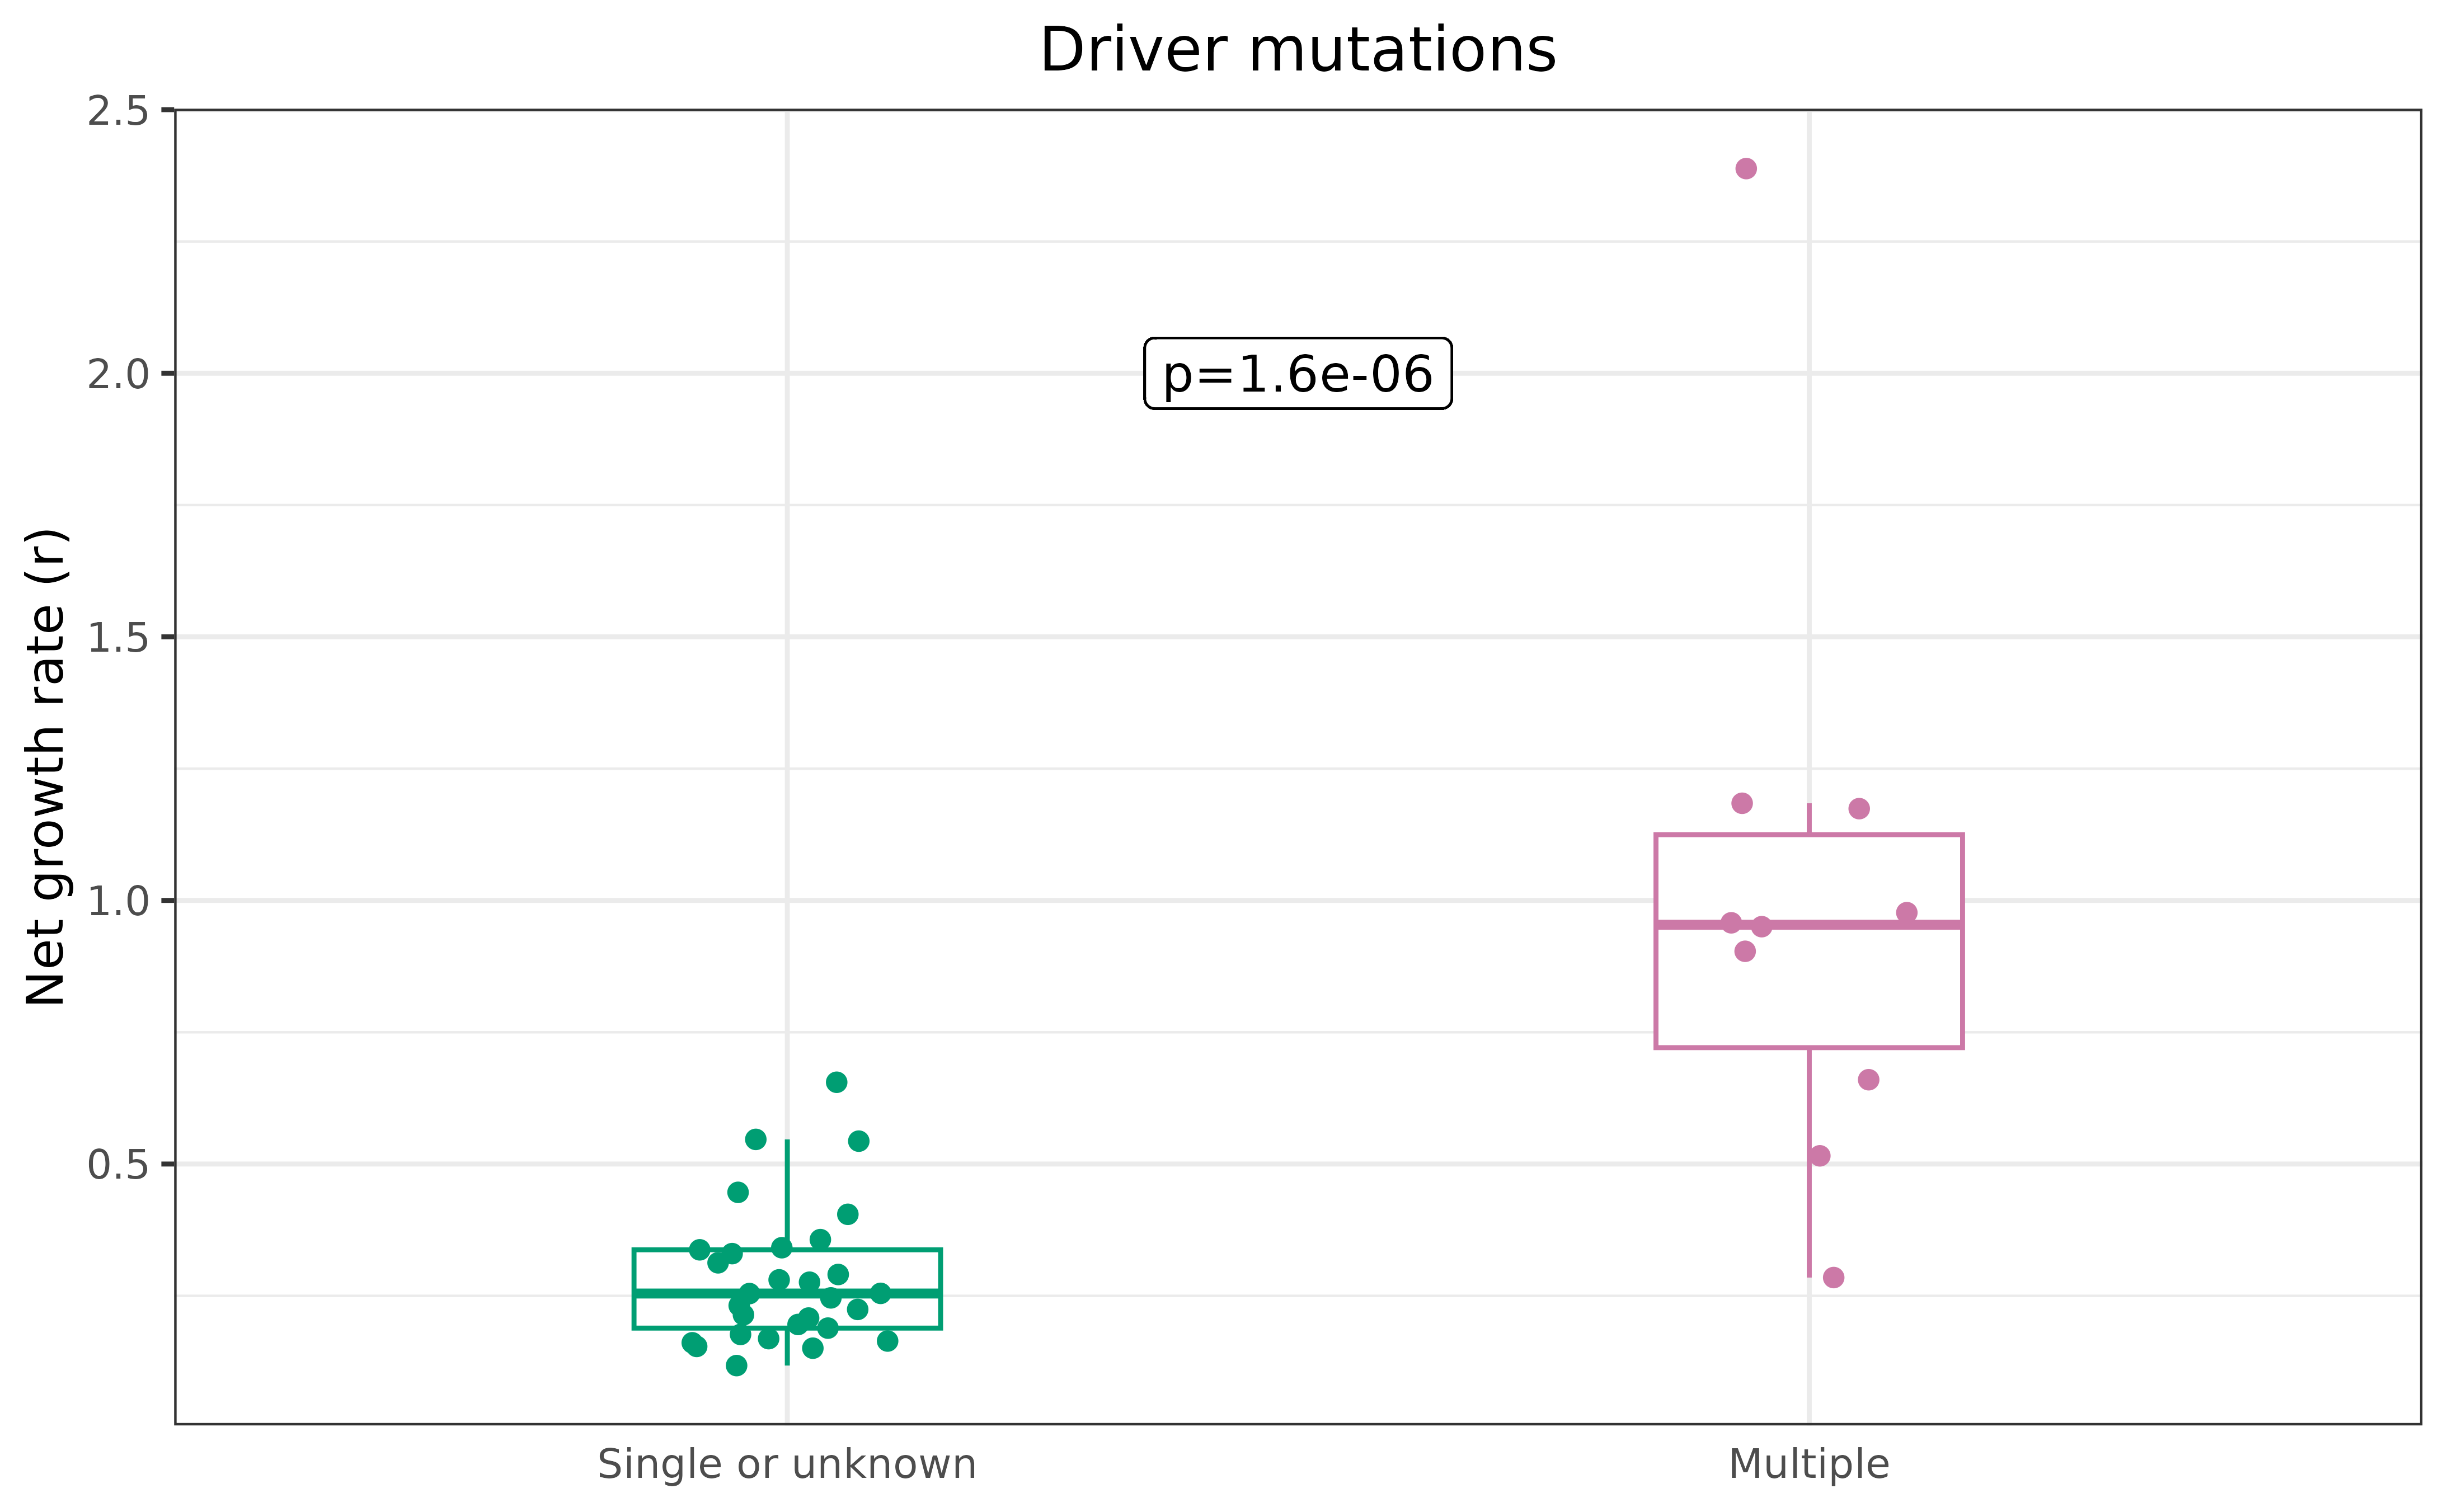 Driver mutations
Net growth rate (r)
2.5
2.0
1.5
1.0
0.5
p=1.6e-06
Single or unknown
Multiple